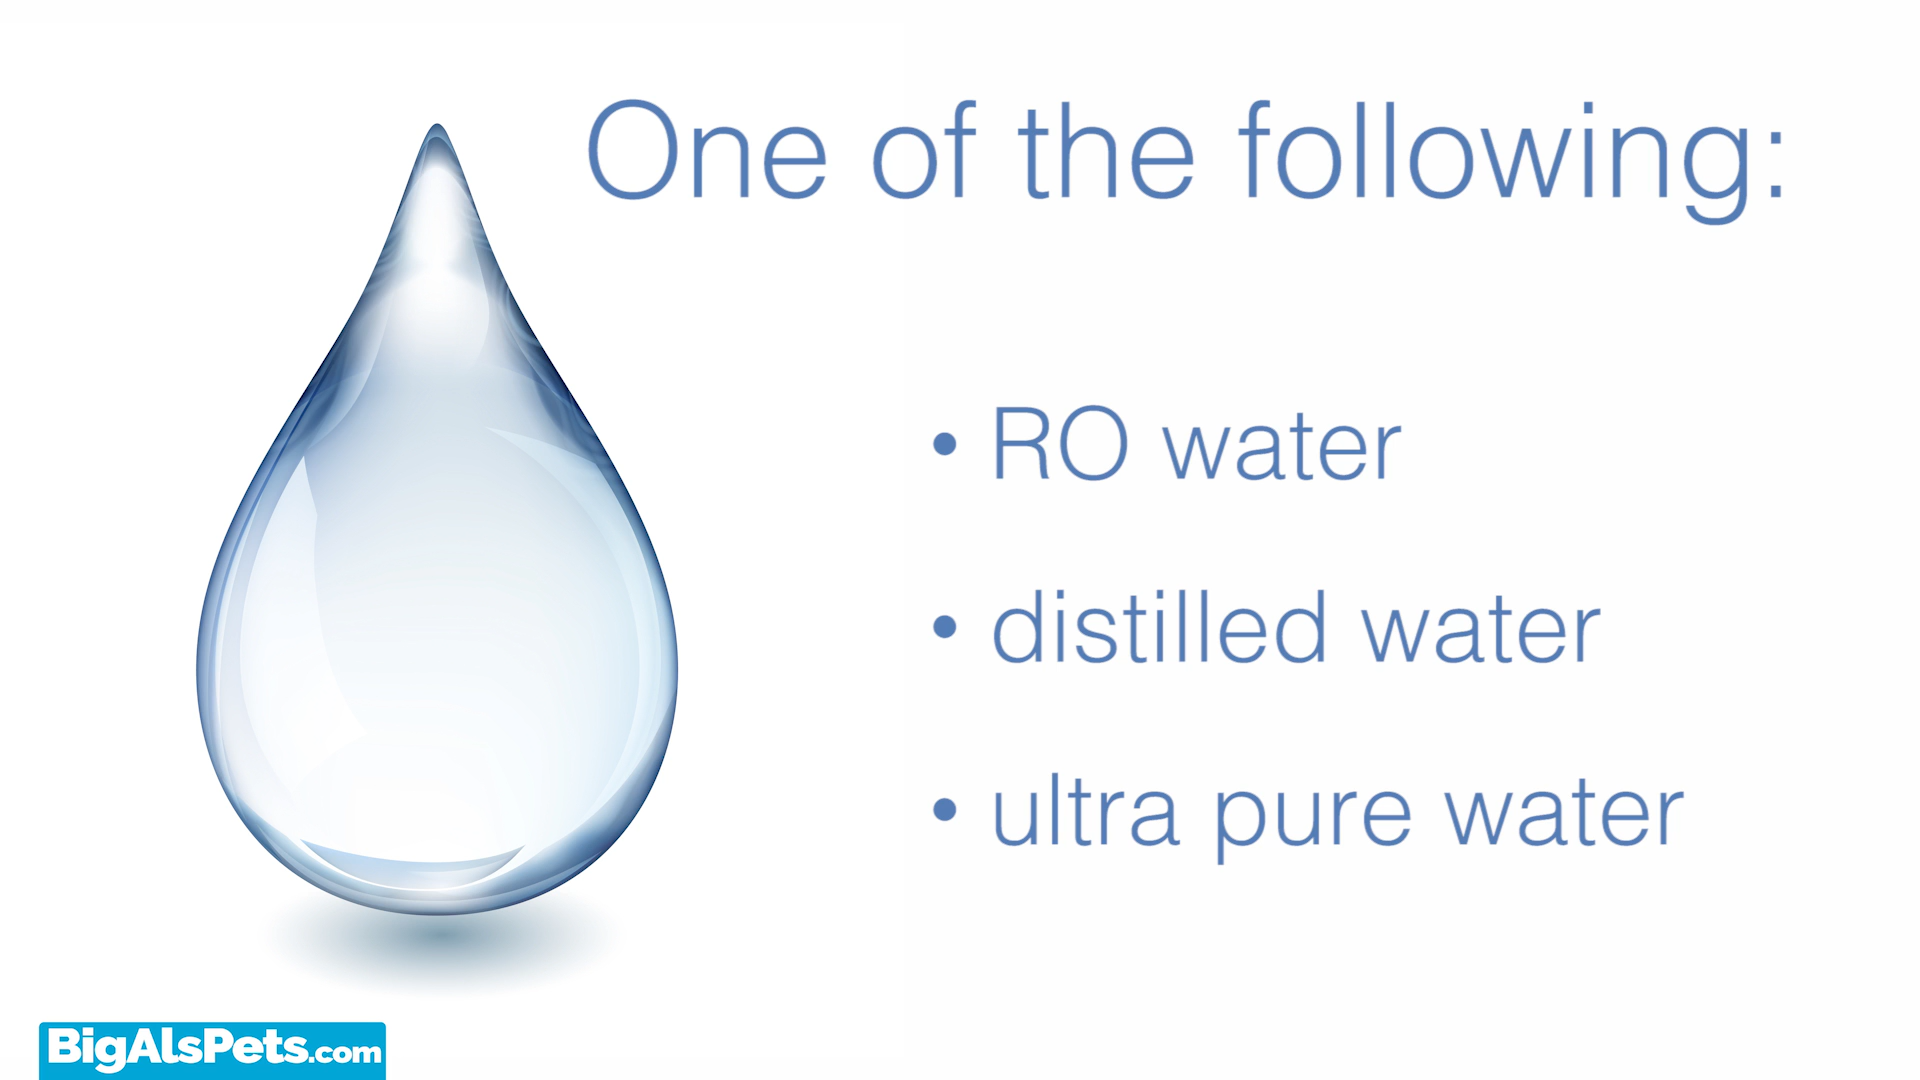 One of the following:
• RO water
• distilled water
• ultra pure water
BigAlsPets.com